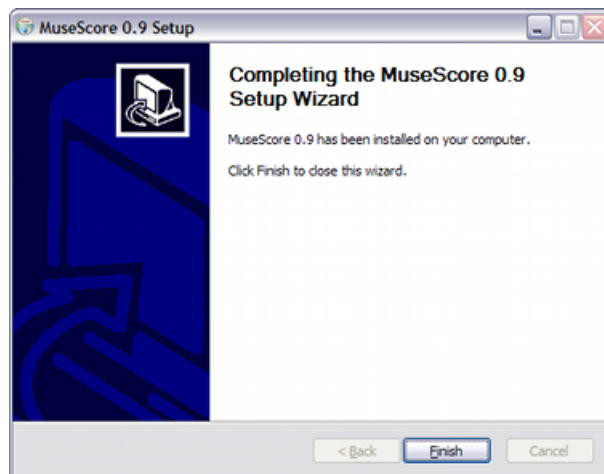 MuseScore 0.9 Setup
Completing the MuseScore 0.9
Setup Wizard
MuseScore 0.9 has been installed on your computer.
Click Finish to close this wizard.
< Back
Finish
Cancel